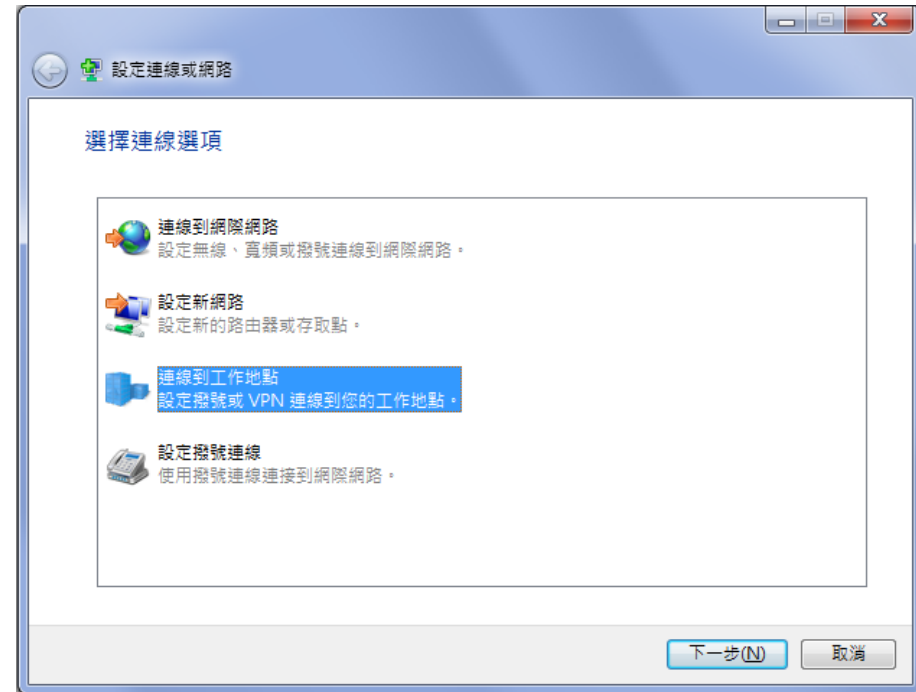 設定連線或網路
選擇連線選項
連線到網際網路
設定無線、寬頻或撥號連線到網際網路。
設定新網路
設定新的路由器或存取點。
連線到工作地點
設定撥號或 VPN 連線到您的工作地點。
設定撥號連線
使用撥號連線連接到網際網路。
下一步(N) 取消